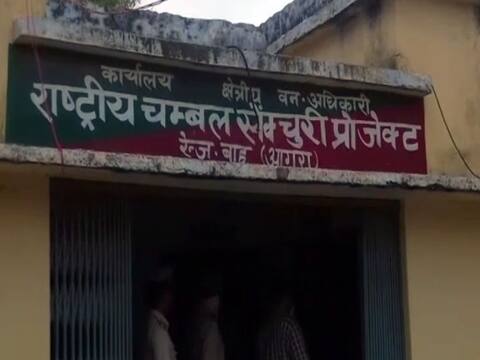 कार्यालय क्षेत्रीय वन-अधिकारी
राष्ट्रीय चम्बल सेंन्चुरी प्रोजेक्ट
रेन्ज-बाह (आगरा)